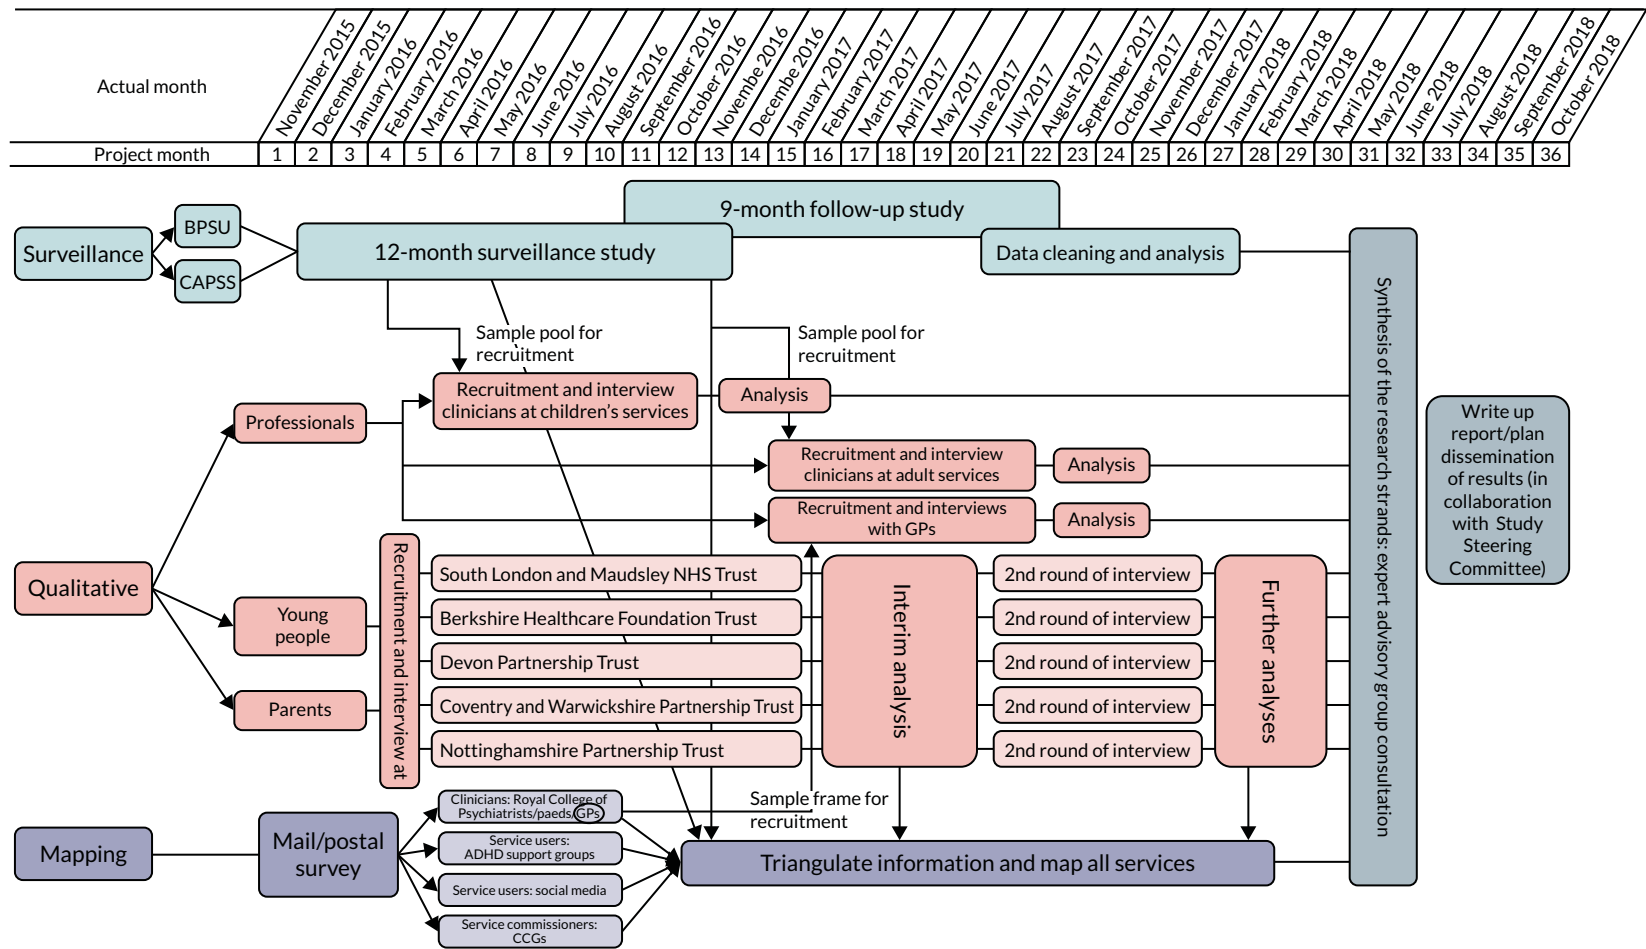 Actual month
November 2015
December 2015
January 2016
February 2016
March 2016
April 2016
May 2016
June 2016
July 2016
August 2016
September 2016
October 2016
Novembe 2016
December 2016
January 2017
February 2017
March 2017
April 2017
May 2017
June 2017
July 2017
August 2017
September 2017
October 2017
November 2017
December 2017
January 2018
February 2018
March 2018
April 2018
May 2018
June 2018
July 2018
August 2018
September 2018
October 2018
Project month
1 2 3 4 5 6 7 8 9 10 11 12 13 14 15 16 17 18 19 20 21 22 23 24 25 26 27 28 29 30 31 32 33 34 35 36
9-month follow-up study
Surveillance
BPSU
CAPSS
12-month surveillance study
Data cleaning and analysis
Sample pool for
recruitment
Sample pool for
recruitment
Professionals
Recruitment and interview
clinicians at children's services
Analysis
Recruitment and interview
clinicians at adult services
Analysis
Recruitment and interviews
with GPs
Analysis
Qualitative
Young
people
Parents
Recruitment and interview at
South London and Maudsley NHS Trust
Berkshire Healthcare Foundation Trust
Devon Partnership Trust
Coventry and Warwickshire Partnership Trust
Nottinghamshire Partnership Trust
Interim analysis
2nd round of interview
2nd round of interview
2nd round of interview
2nd round of interview
2nd round of interview
Further analyses
Synthesis of the research strands: expert advisory group consultation
Write up
report/plan
dissemination
of results (in
collaboration
with Study
Steering
Committee)
Mapping
Mail/postal
survey
Clinicians: Royal College of
Psychiatrists/paeds/GPs
Service users:
ADHD support groups
Service users: social media
Service commissioners:
CCGs
Sample frame for
recruitment
Triangulate information and map all services